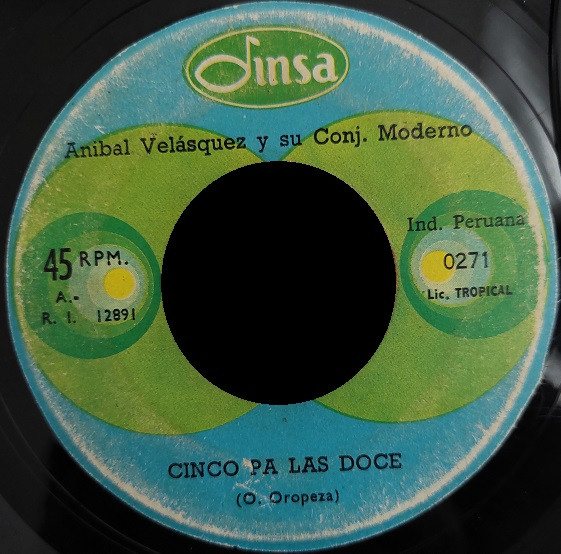 Dinsa
Anibal Velásquez y su Conj. Moderno
45 RPM.
A.-
R. I. 12891
Ind. Peruana
0271
Lic. TROPICAL
CINCO PA LAS DOCE
(O. Oropeza)